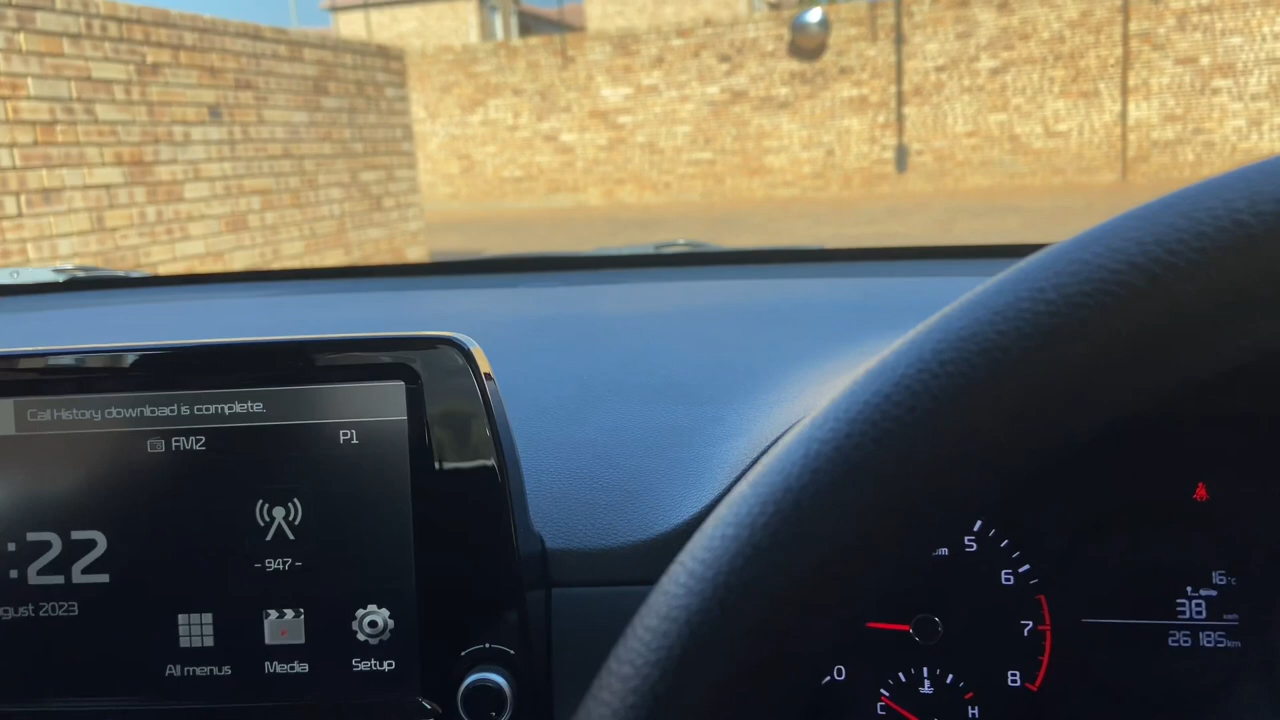 Call History download is complete.
FM2
P1
:22
- 947 -
gust 2023
All menus
Media
Setup
5
6
7
8
0
C
H
16°C
38
26 185km